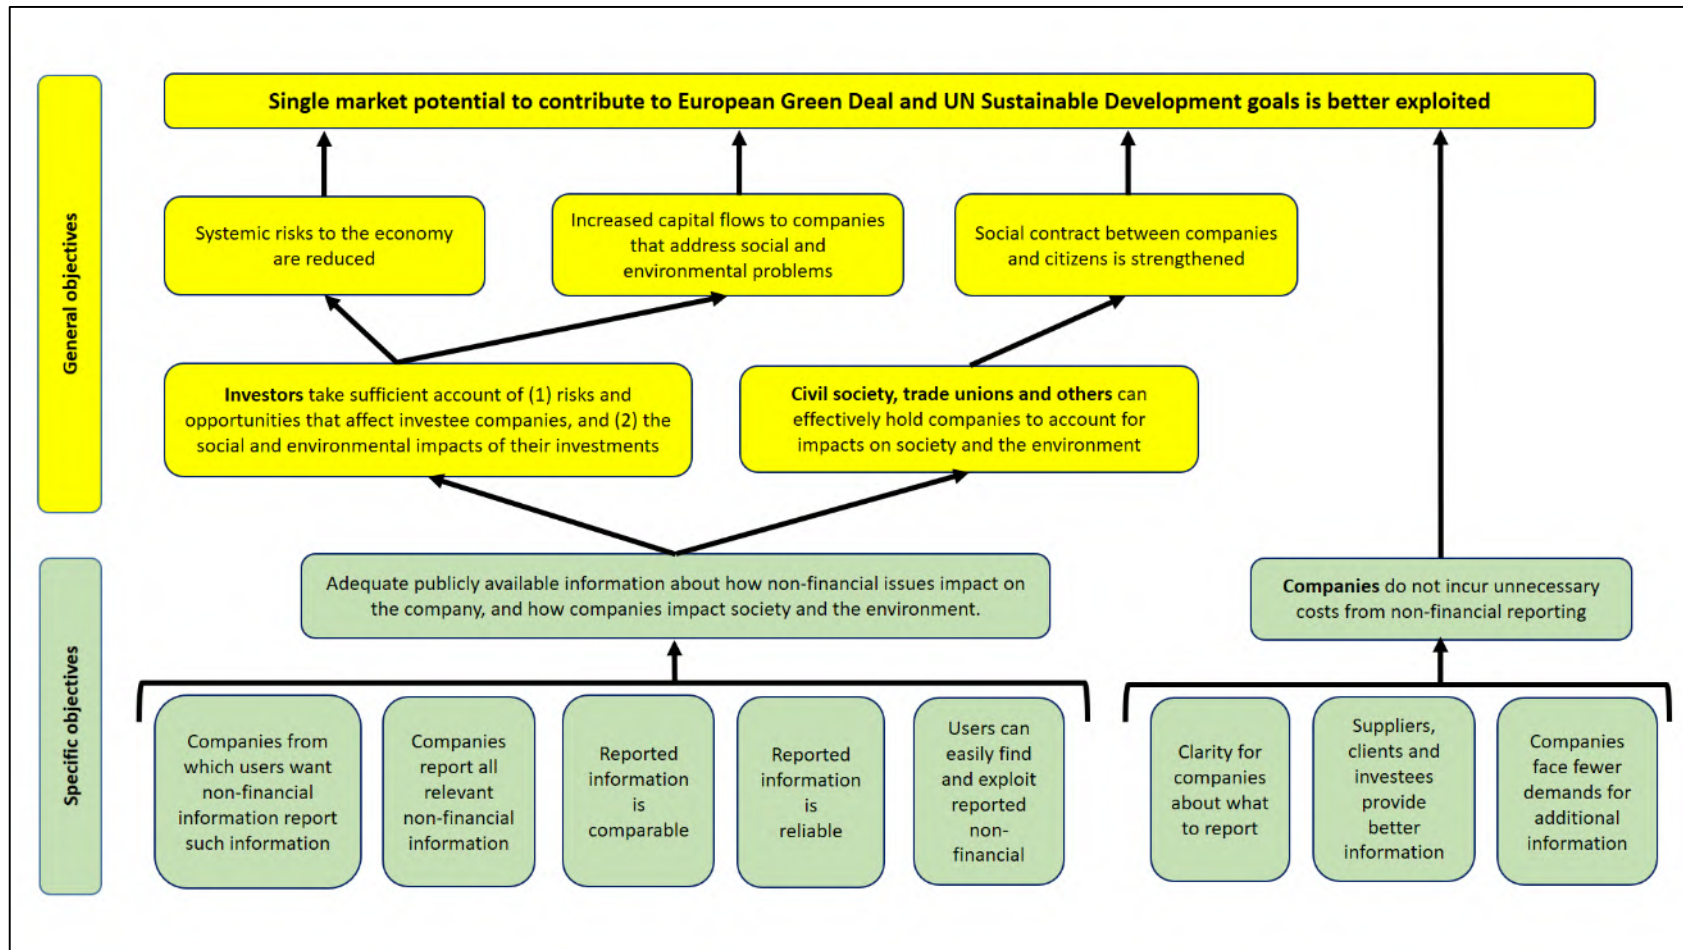 Single market potential to contribute to European Green Deal and UN Sustainable Development goals is better exploited
General objectives
Systemic risks to the economy
are reduced
Increased capital flows to companies
that address social and
environmental problems
Social contract between companies
and citizens is strengthened
Investors take sufficient account of (1) risks and
opportunities that affect investee companies, and (2) the
social and environmental impacts of their investments
Civil society, trade unions and others can
effectively hold companies to account for
impacts on society and the environment
Specific objectives
Adequate publicly available information about how non-financial issues impact on
the company, and how companies impact society and the environment.
Companies do not incur unnecessary
costs from non-financial reporting
Companies from
which users want
non-financial
information report
such information
Companies
report all
relevant
non-financial
information
Reported
information
is
comparable
Reported
information
is
reliable
Users can
easily find
and exploit
reported
non-
financial
Clarity for
companies
about what
to report
Suppliers,
clients and
investees
provide
better
information
Companies
face fewer
demands for
additional
information